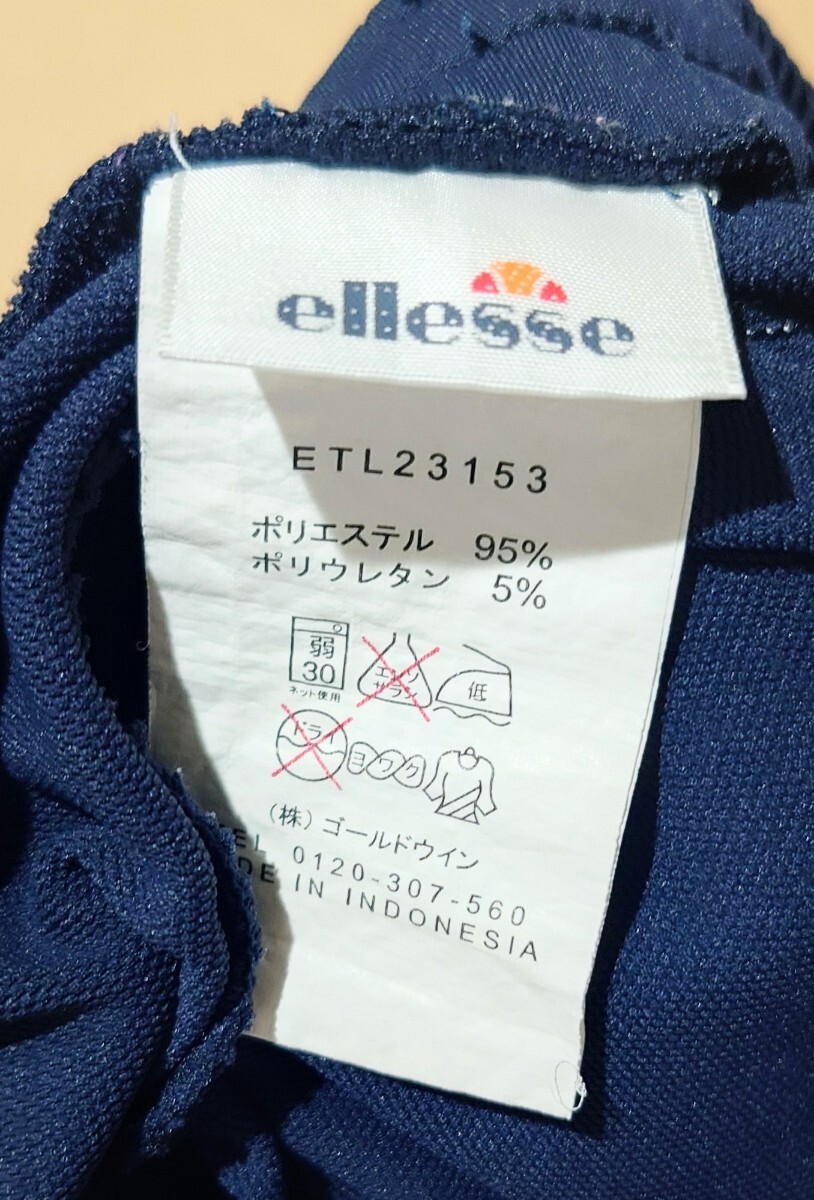 ellesse
ETL23153
ポリエステル 95%
ポリウレタン 5%
弱
30
ネット使用
エンソ
サラシ
低
ドライ
ヨワク
(株)ゴールドウイン
TEL 0120-307-560
MADE IN INDONESIA